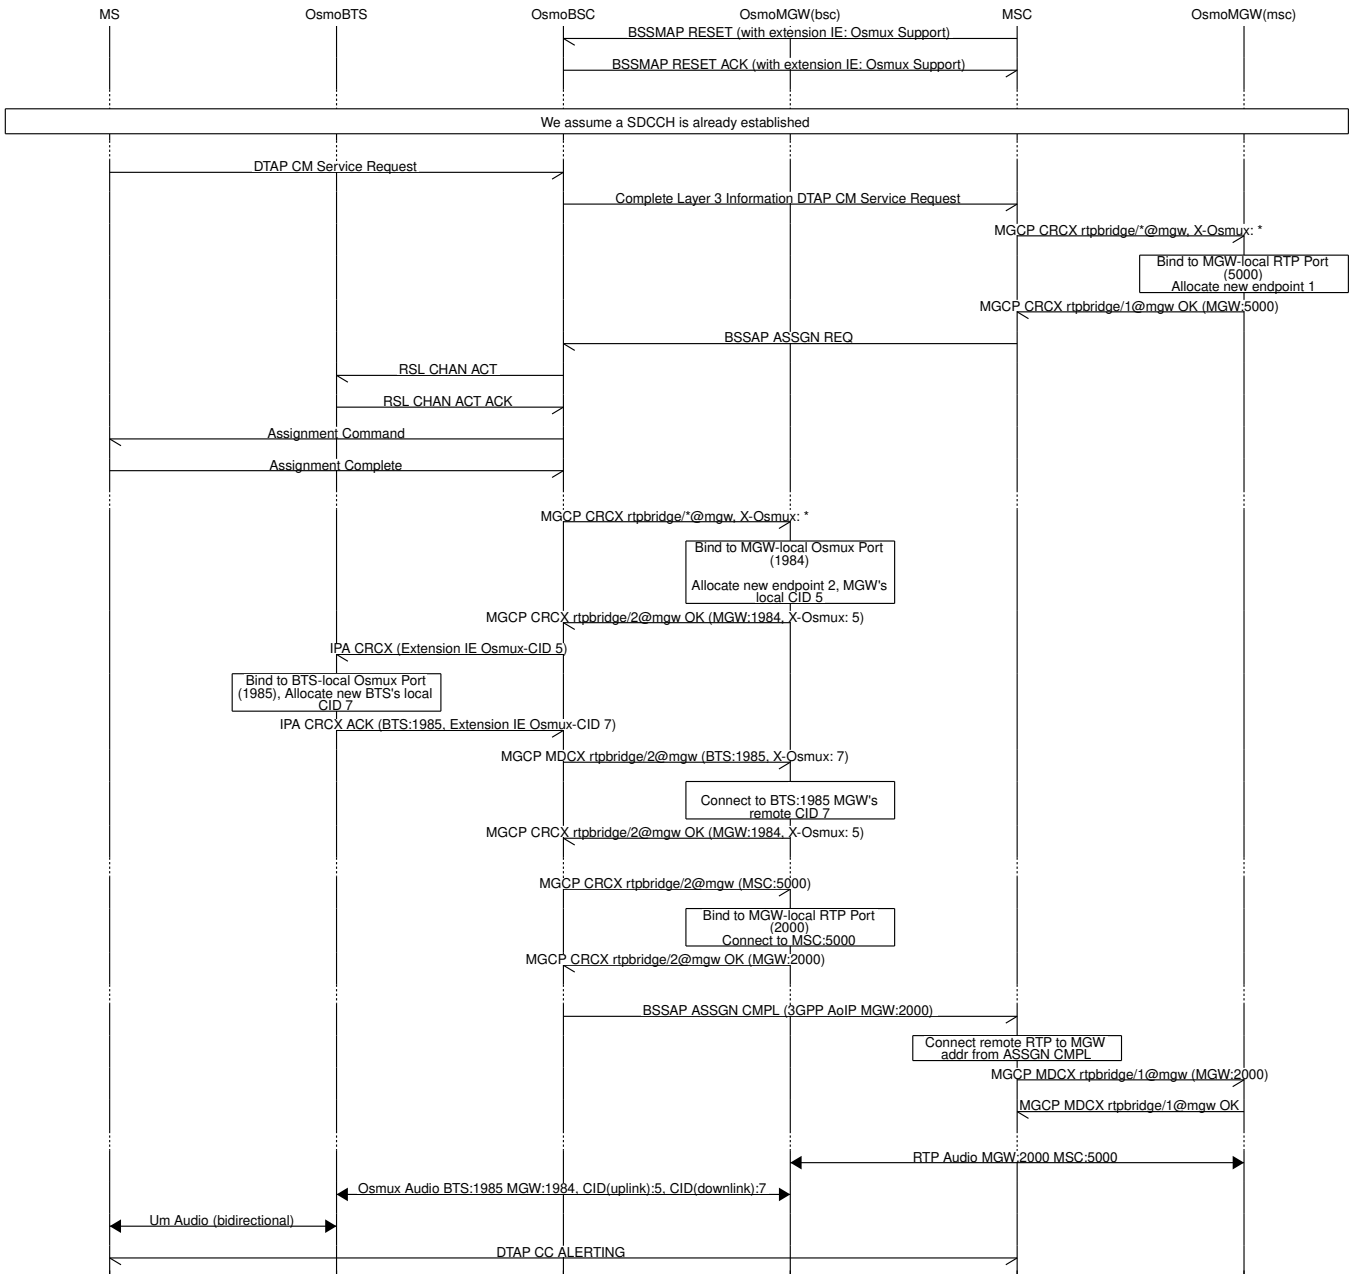 MS OsmoBTS OsmoBSC OsmoMGW(bsc) MSC OsmoMGW(msc)
BSSMAP RESET (with extension IE: Osmux Support)
BSSMAP RESET ACK (with extension IE: Osmux Support)
We assume a SDCCH is already established
DTAP CM Service Request
Complete Layer 3 Information DTAP CM Service Request
MGCP CRCX rtpbridge/*@mgw, X-Osmux: *
Bind to MGW-local RTP Port
(5000)
Allocate new endpoint 1
MGCP CRCX rtpbridge/1@mgw OK (MGW:5000)
BSSAP ASSGN REQ
RSL CHAN ACT
RSL CHAN ACT ACK
Assignment Command
Assignment Complete
MGCP CRCX rtpbridge/*@mgw, X-Osmux: *
Bind to MGW-local Osmux Port
(1984)
Allocate new endpoint 2, MGW's
local CID 5
MGCP CRCX rtpbridge/2@mgw OK (MGW:1984, X-Osmux: 5)
IPA CRCX (Extension IE Osmux-CID 5)
Bind to BTS-local Osmux Port
(1985), Allocate new BTS's local
CID 7
IPA CRCX ACK (BTS:1985, Extension IE Osmux-CID 7)
MGCP MDCX rtpbridge/2@mgw (BTS:1985, X-Osmux: 7)
Connect to BTS:1985 MGW's
remote CID 7
MGCP CRCX rtpbridge/2@mgw OK (MGW:1984, X-Osmux: 5)
MGCP CRCX rtpbridge/2@mgw (MSC:5000)
Bind to MGW-local RTP Port
(2000)
Connect to MSC:5000
MGCP CRCX rtpbridge/2@mgw OK (MGW:2000)
BSSAP ASSGN CMPL (3GPP AoIP MGW:2000)
Connect remote RTP to MGW
addr from ASSGN CMPL
MGCP MDCX rtpbridge/1@mgw (MGW:2000)
MGCP MDCX rtpbridge/1@mgw OK
RTP Audio MGW:2000 MSC:5000
Osmux Audio BTS:1985 MGW:1984, CID(uplink):5, CID(downlink):7
Um Audio (bidirectional)
DTAP CC ALERTING